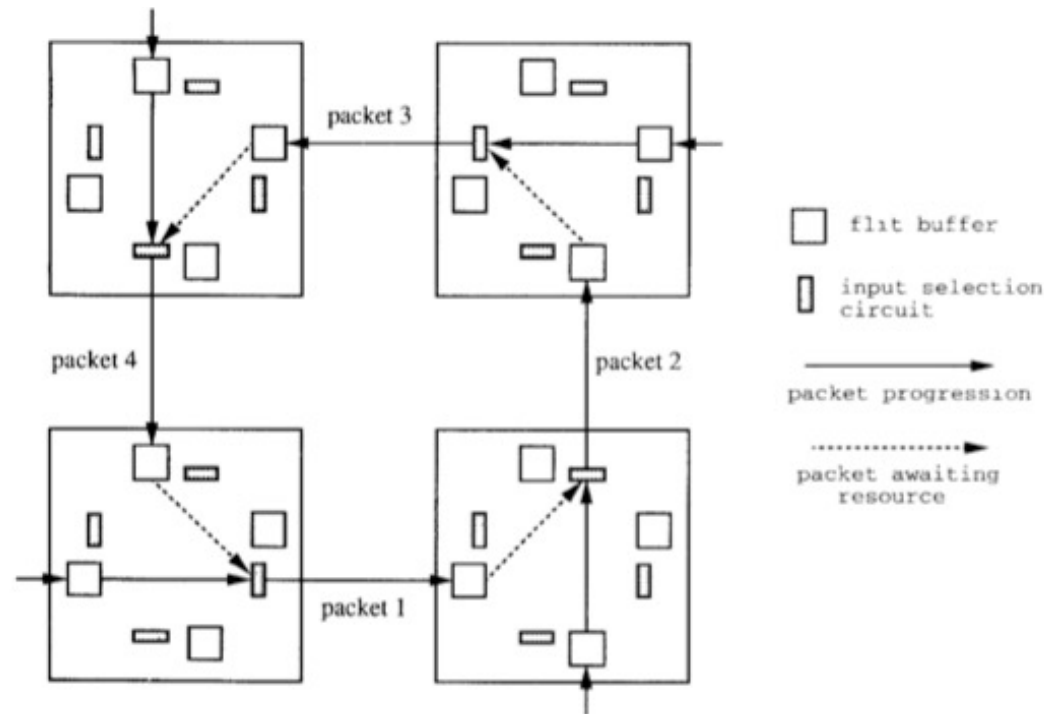 packet 3
flit buffer
input selection
circuit
packet 4
packet 2
packet progression
packet awaiting
resource
packet 1